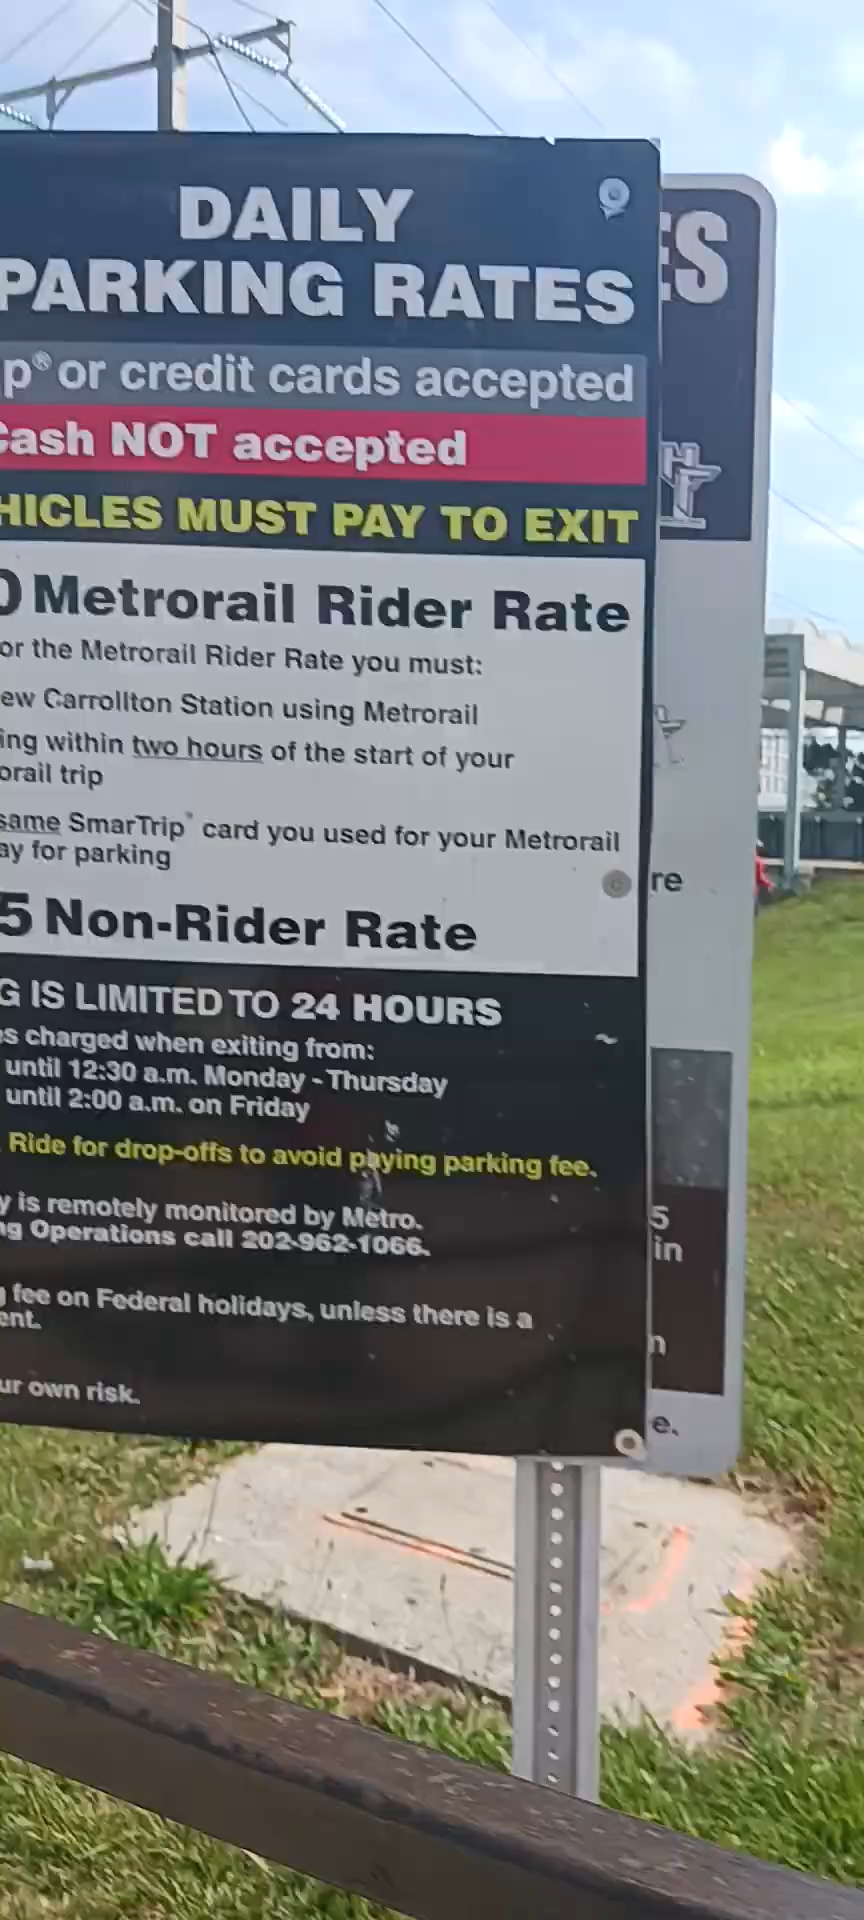 DAILY
PARKING RATES
p® or credit cards accepted
Cash NOT accepted
HICLES MUST PAY TO EXIT
0 Metrorail Rider Rate
or the Metrorail Rider Rate you must:
ew Carrollton Station using Metrorail
ing within two hours of the start of your
orail trip
same SmarTrip® card you used for your Metrorail
ay for parking
5 Non-Rider Rate
G IS LIMITED TO 24 HOURS
s charged when exiting from:
until 12:30 a.m. Monday - Thursday
until 2:00 a.m. on Friday
Ride for drop-offs to avoid paying parking fee.
y is remotely monitored by Metro.
ng Operations call 202-962-1066.
fee on Federal holidays, unless there is a
ent.
ur own risk.
ES
re
5
in
n
e.